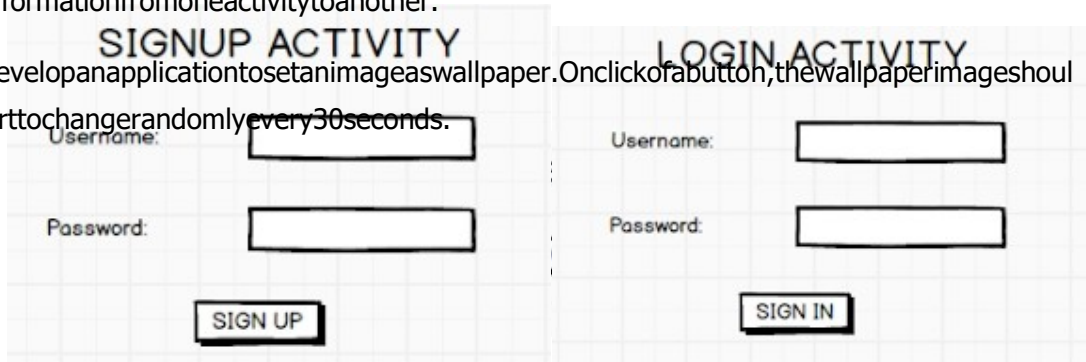 formationfromoneactivitytoanother.
SIGNUP ACTIVITY
LOGIN ACTIVITY
evelopanapplicationtosetanimageaswallpaper.Onclickofabutton,thewallpaperimageshoul
rttochangerandomlyevery30seconds.
Username:
Username:
Password:
Password:
SIGN UP
SIGN IN